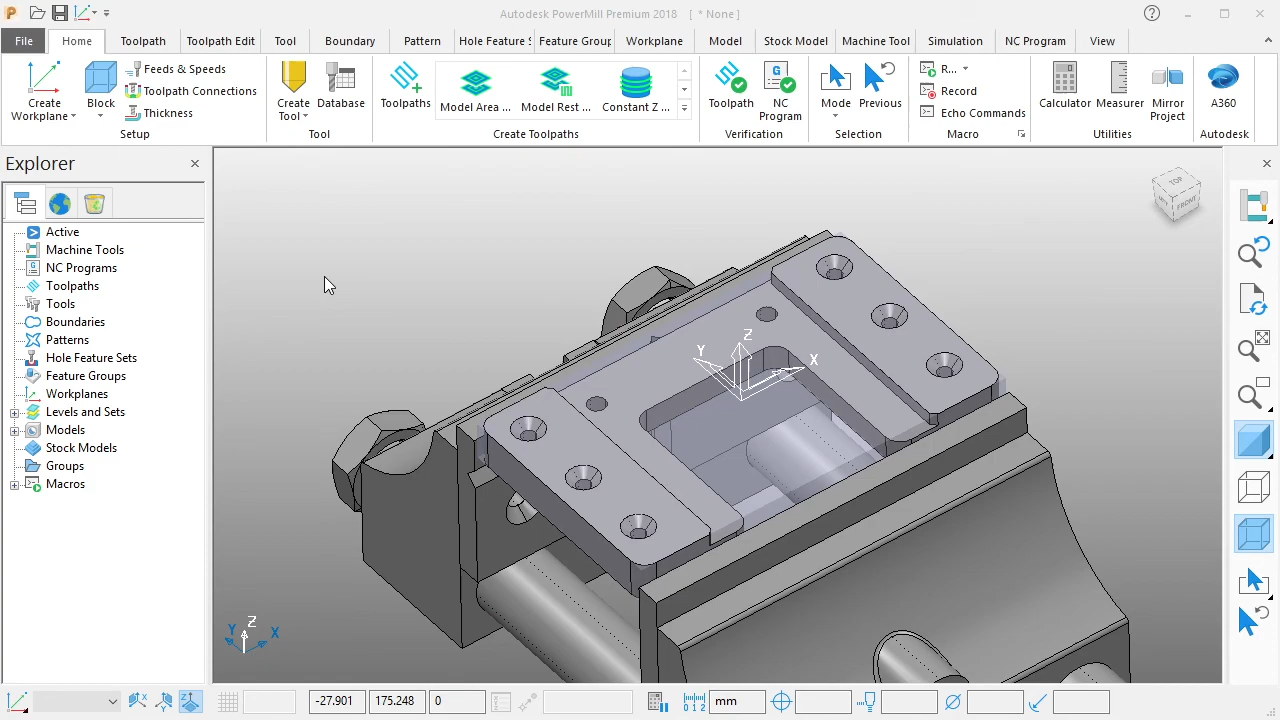 Autodesk PowerMill Premium 2018 [ * None ]
File Home Toolpath Toolpath Edit Tool Boundary Pattern Hole Feature S Feature Group Workplane Model Stock Model Machine Tool Simulation NC Program View
Create Workplane
Block
Feeds & Speeds
Toolpath Connections
Thickness
Setup
Create Tool
Database
Tool
Toolpaths
Model Area ...
Model Rest ...
Constant Z ...
Create Toolpaths
Toolpath
NC Program
Verification
Mode
Previous
Selection
R...
Record
Echo Commands
Macro
Calculator
Measurer
Mirror Project
Utilities
A360
Autodesk
Explorer
Active
Machine Tools
NC Programs
Toolpaths
Tools
Boundaries
Patterns
Hole Feature Sets
Feature Groups
Workplanes
Levels and Sets
Models
Stock Models
Groups
Macros
TOP
FRONT
Z
Y
X
Z
Y
X
-27.901 175.248 0 mm